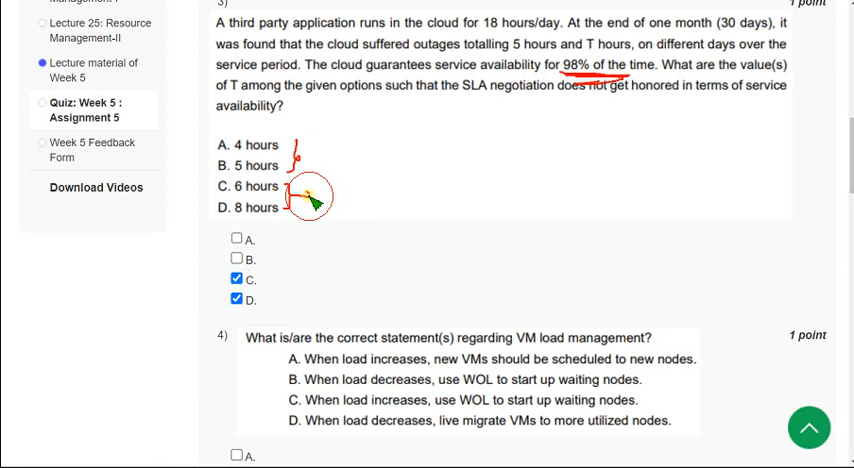 Management-I
3)
1 point
Lecture 25: Resource
Management-II
Lecture material of
Week 5
Quiz: Week 5 :
Assignment 5
Week 5 Feedback
Form
Download Videos
A third party application runs in the cloud for 18 hours/day. At the end of one month (30 days), it
was found that the cloud suffered outages totalling 5 hours and T hours, on different days over the
service period. The cloud guarantees service availability for 98% of the time. What are the value(s)
of T among the given options such that the SLA negotiation does not get honored in terms of service
availability?
A. 4 hours
B. 5 hours
C. 6 hours
D. 8 hours
A.
B.
C.
D.
4)
What is/are the correct statement(s) regarding VM load management?
1 point
A. When load increases, new VMs should be scheduled to new nodes.
B. When load decreases, use WOL to start up waiting nodes.
C. When load increases, use WOL to start up waiting nodes.
D. When load decreases, live migrate VMs to more utilized nodes.
A.